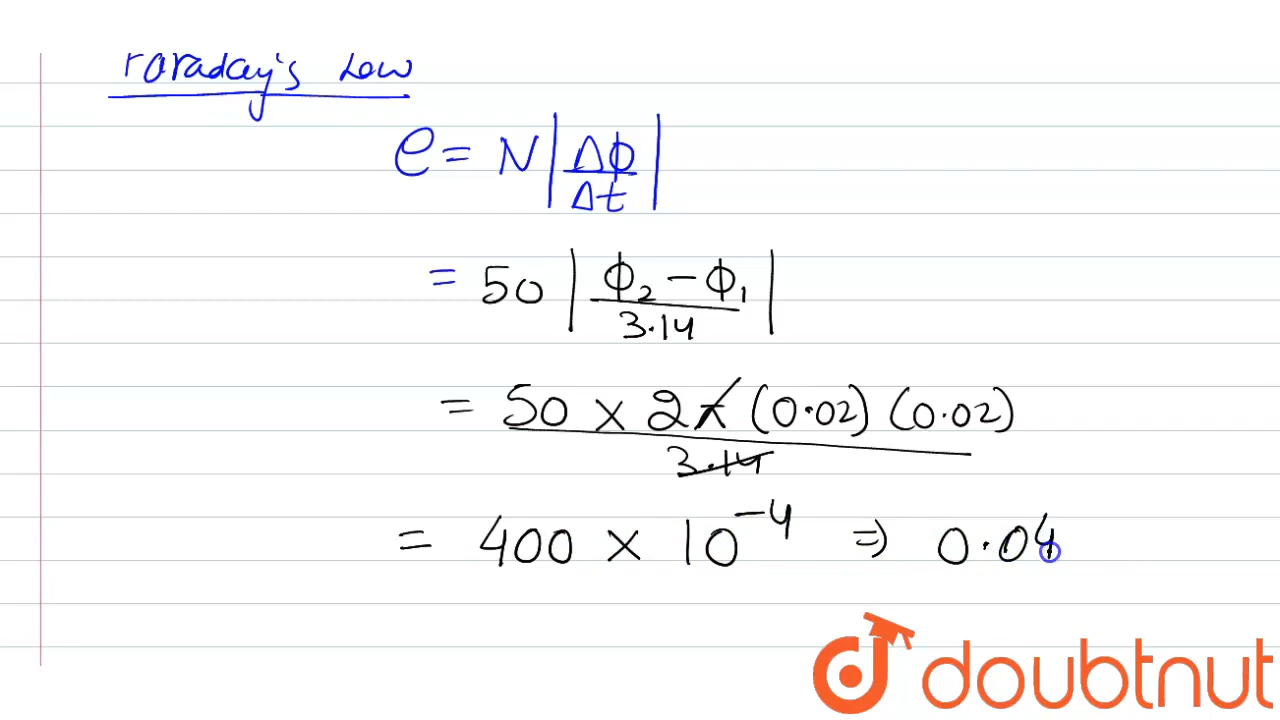 Faraday's Law
e = N |Δϕ/Δt|
= 50 |ϕ₂ − ϕ₁ / 3.14|
= 50 × 2π (0.02) (0.02) / 3.14
= 400 × 10⁻⁴ ⇒ 0.04
doubtnut